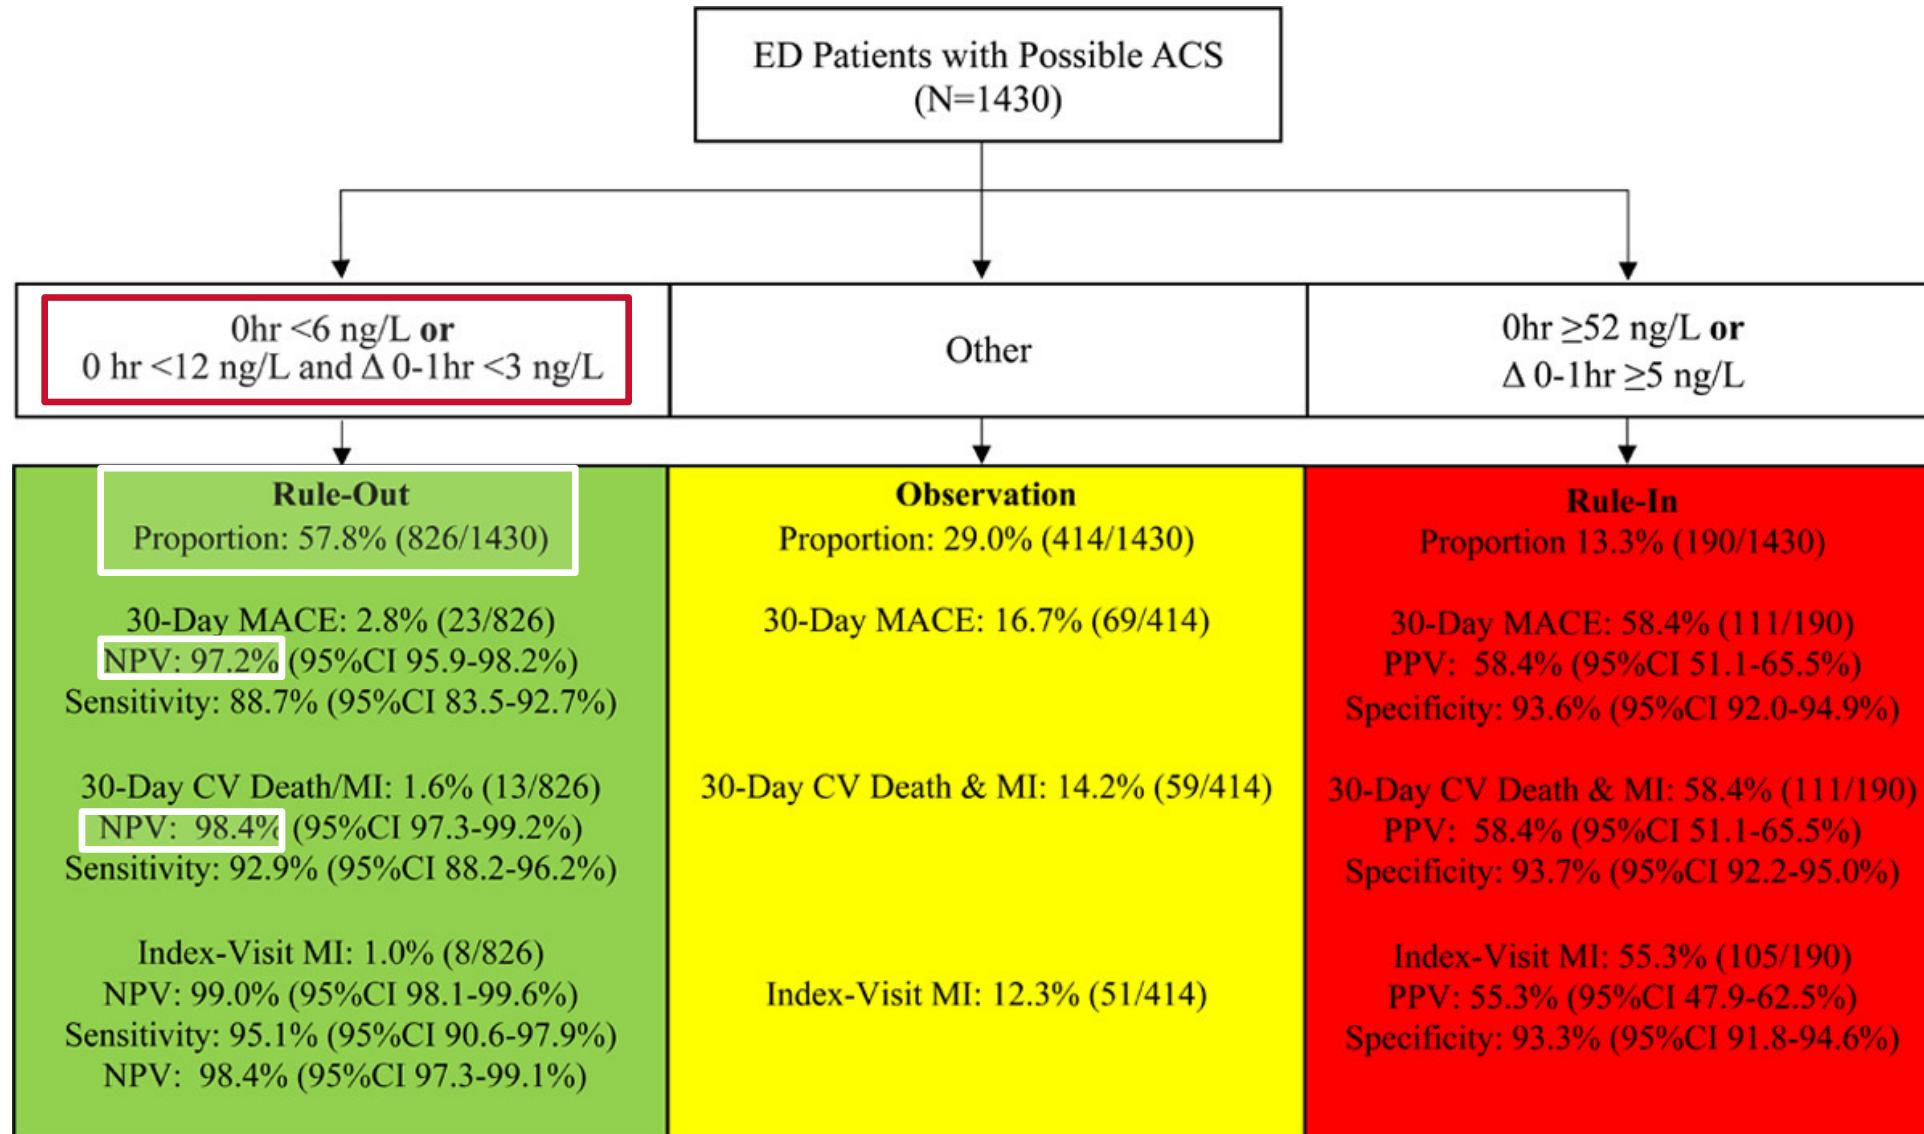 ED Patients with Possible ACS
(N=1430)
0hr <6 ng/L or
0 hr <12 ng/L and Δ 0-1hr <3 ng/L
Other
0hr ≥52 ng/L or
Δ 0-1hr ≥5 ng/L
Rule-Out
Proportion: 57.8% (826/1430)
30-Day MACE: 2.8% (23/826)
NPV: 97.2% (95%CI 95.9-98.2%)
Sensitivity: 88.7% (95%CI 83.5-92.7%)
30-Day CV Death/MI: 1.6% (13/826)
NPV: 98.4% (95%CI 97.3-99.2%)
Sensitivity: 92.9% (95%CI 88.2-96.2%)
Index-Visit MI: 1.0% (8/826)
NPV: 99.0% (95%CI 98.1-99.6%)
Sensitivity: 95.1% (95%CI 90.6-97.9%)
NPV: 98.4% (95%CI 97.3-99.1%)
Observation
Proportion: 29.0% (414/1430)
30-Day MACE: 16.7% (69/414)
30-Day CV Death & MI: 14.2% (59/414)
Index-Visit MI: 12.3% (51/414)
Rule-In
Proportion 13.3% (190/1430)
30-Day MACE: 58.4% (111/190)
PPV: 58.4% (95%CI 51.1-65.5%)
Specificity: 93.6% (95%CI 92.0-94.9%)
30-Day CV Death & MI: 58.4% (111/190)
PPV: 58.4% (95%CI 51.1-65.5%)
Specificity: 93.7% (95%CI 92.2-95.0%)
Index-Visit MI: 55.3% (105/190)
PPV: 55.3% (95%CI 47.9-62.5%)
Specificity: 93.3% (95%CI 91.8-94.6%)